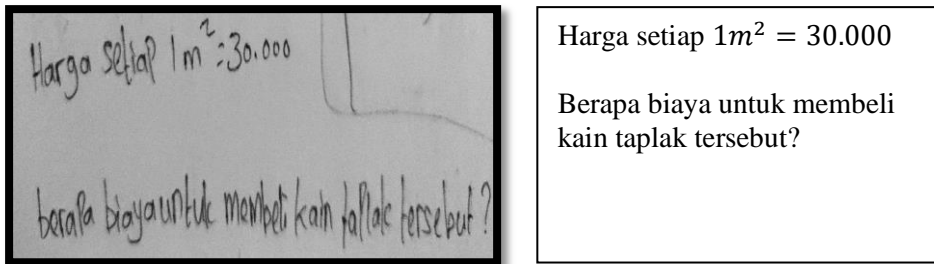 Harga setiap 1m²=30.000
berapa biaya untuk membeli kain taplak tersebut?
Harga setiap 1m² = 30.000
Berapa biaya untuk membeli
kain taplak tersebut?